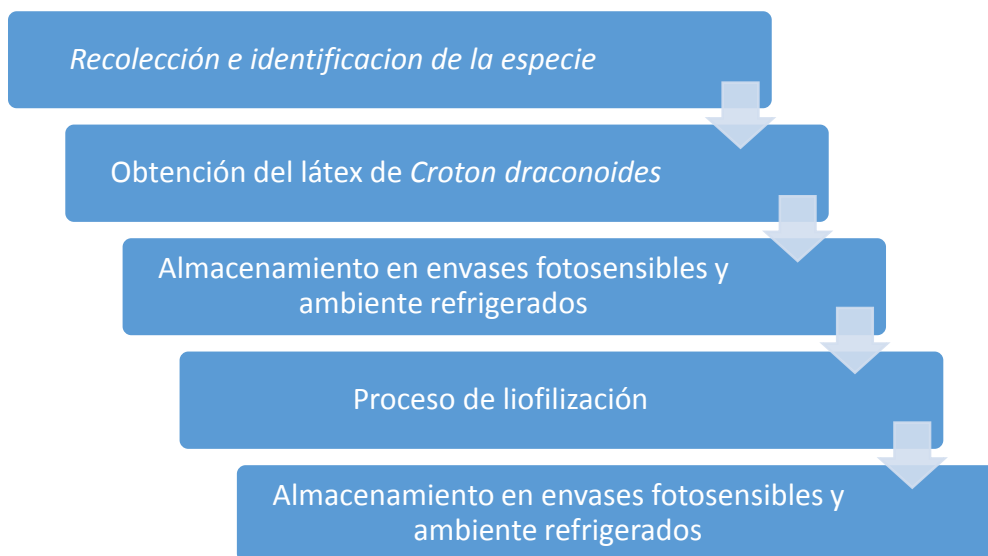 Recolección e identificacion de la especie
Obtención del látex de Croton draconoides
Almacenamiento en envases fotosensibles y
ambiente refrigerados
Proceso de liofilización
Almacenamiento en envases fotosensibles y
ambiente refrigerados